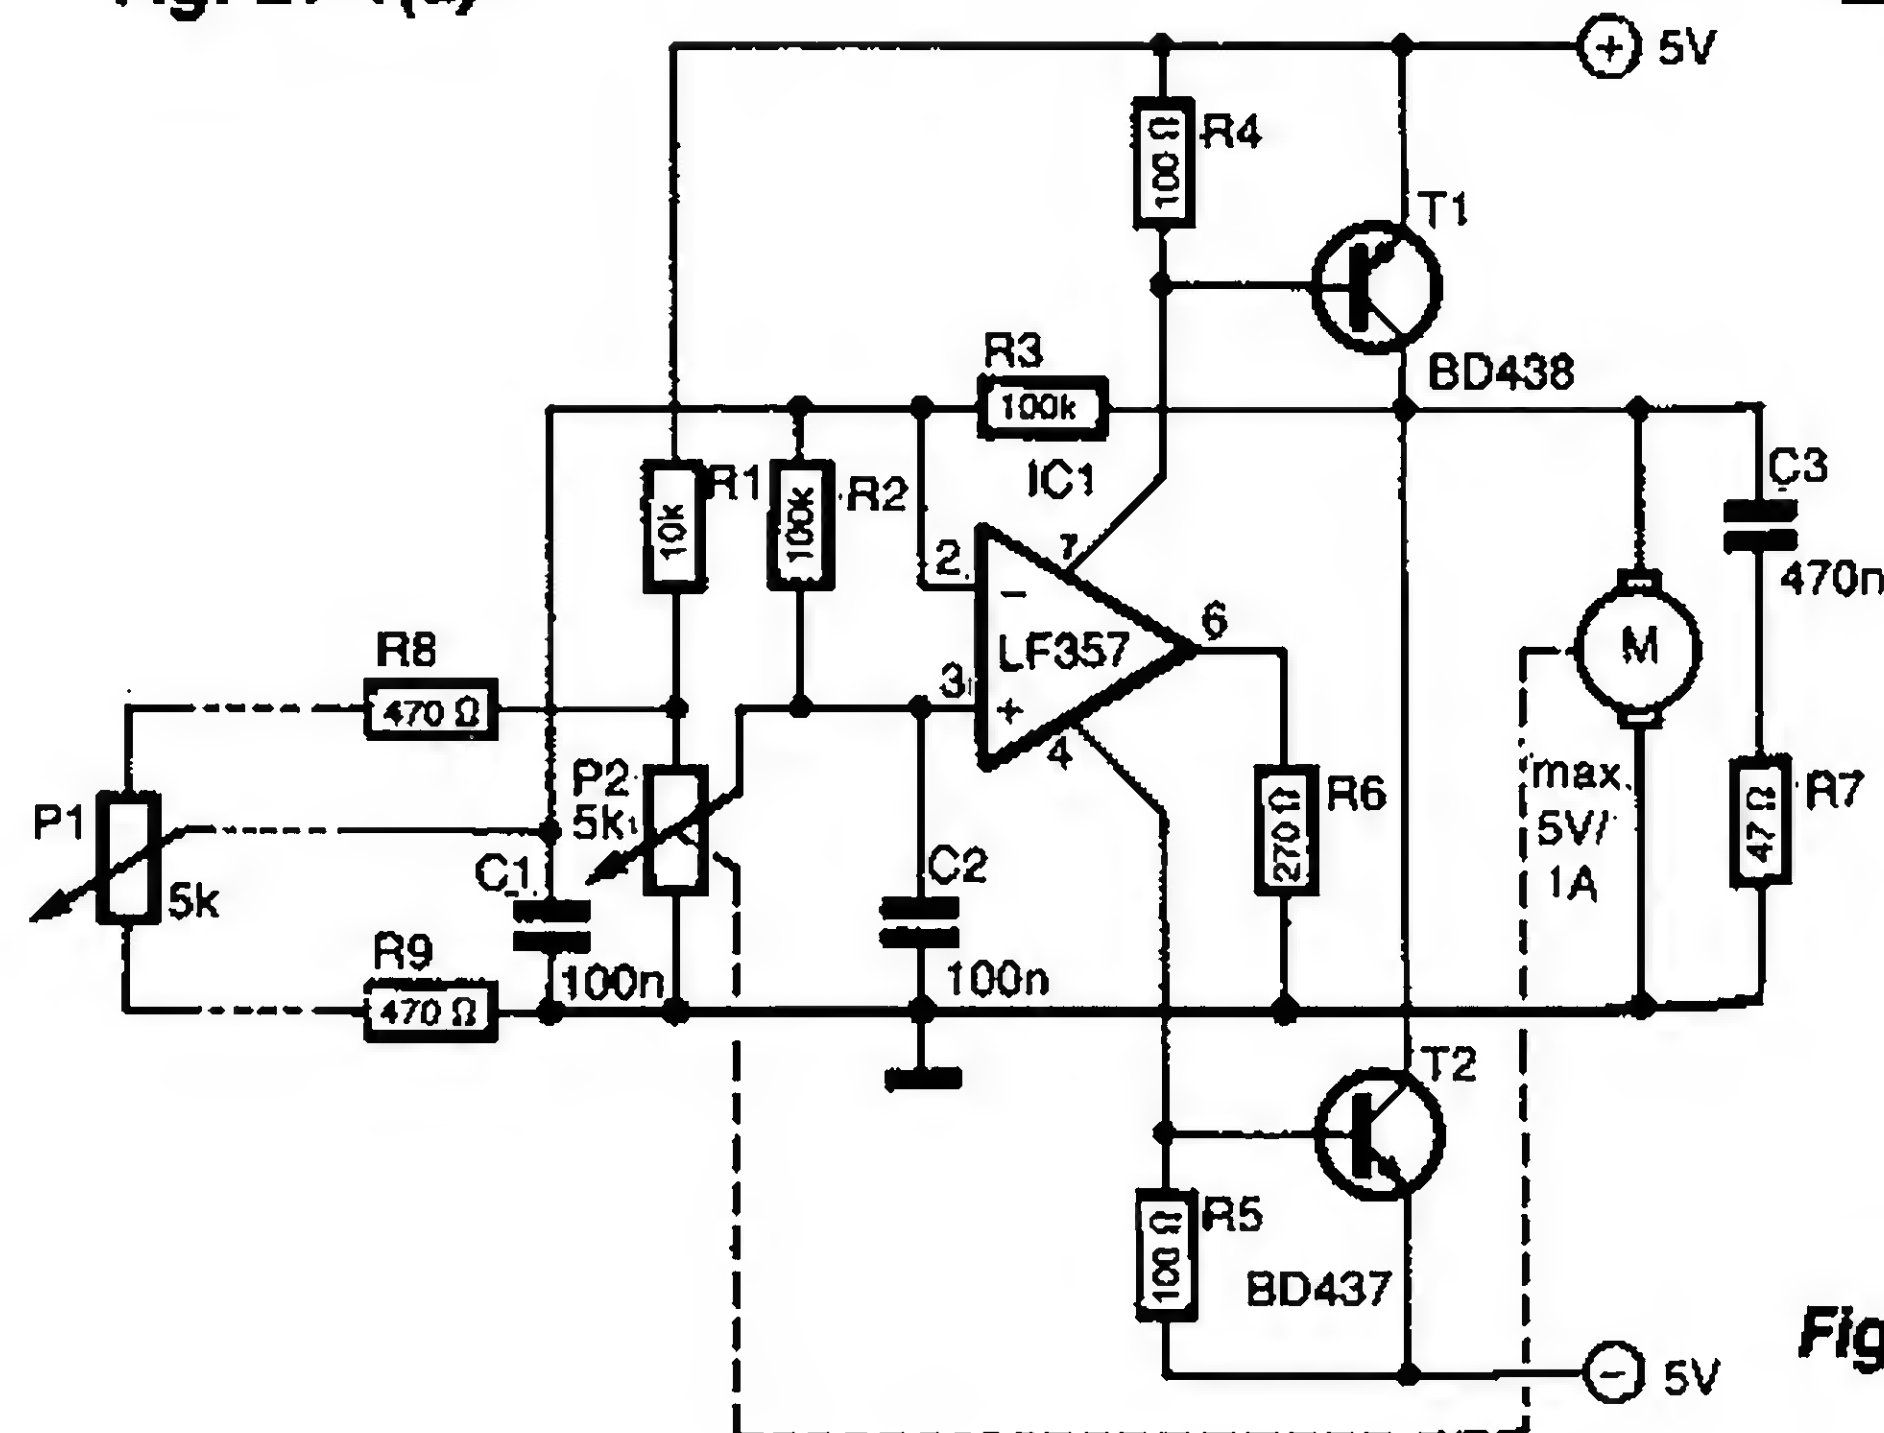 5V
R4
100 Ω
T1
BD438
R3
100k
IC1
R1
10k
R2
100k
C3
470n
2
7
6
LF357
3
4
M
R8
470 Ω
P1
5k
P2
5k
C1
100n
C2
100n
R6
270 Ω
max.
5V/
1A
R7
47 Ω
R9
470 Ω
T2
R5
100 Ω
BD437
5V
Fig